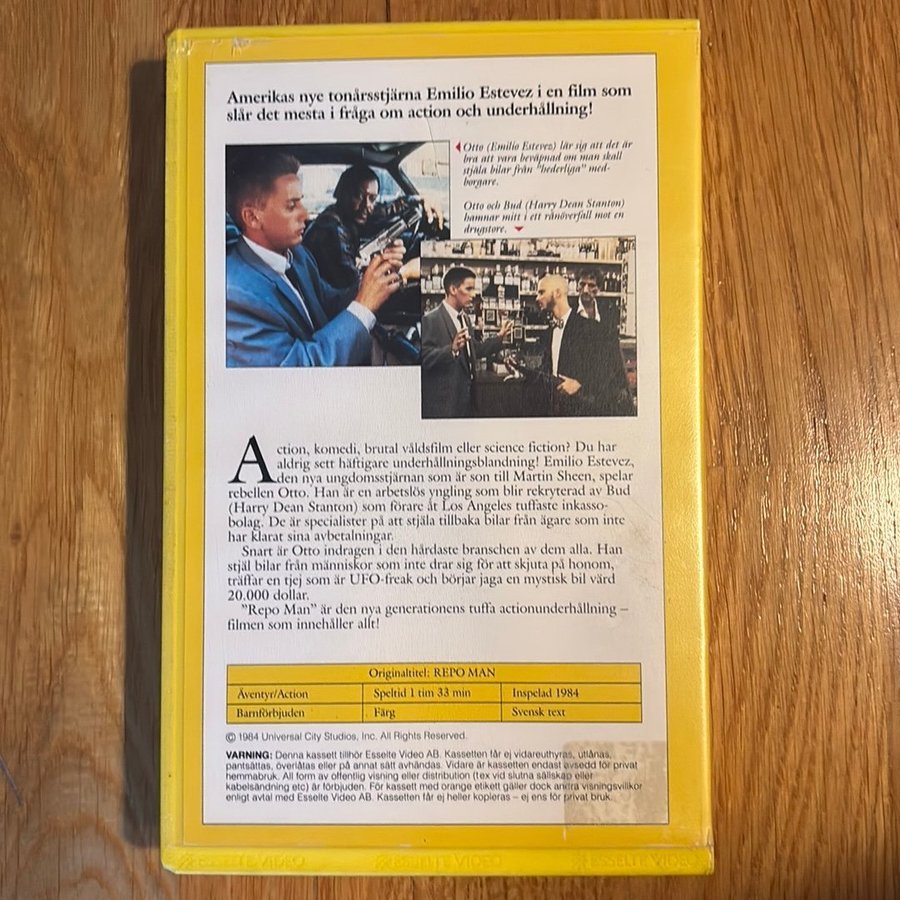 Amerikas nye tonårsstjärna Emilio Estevez i en film som
slår det mesta i fråga om action och underhållning!
Otto (Emilio Estevez) lär sig att det är
bra att vara beväpnad om man skall
stjäla bilar från "hederliga" med-
borgare.
Otto och Bud (Harry Dean Stanton)
hamnar mitt i ett rånöverfall mot en
drugstore.
Action, komedi, brutal våldsfilm eller science fiction? Du har
aldrig sett häftigare underhållningsblandning! Emilio Estevez,
den nya ungdomsstjärnan som är son till Martin Sheen, spelar
rebellen Otto. Han är en arbetslös yngling som blir rekryterad av Bud
(Harry Dean Stanton) som förare åt Los Angeles tuffaste inkasso-
bolag. De är specialister på att stjäla tillbaka bilar från ägare som inte
har klarat sina avbetalningar.
Snart är Otto indragen i den hårdaste branschen av dem alla. Han
stjäl bilar från människor som inte drar sig för att skjuta på honom,
träffar en tjej som är UFO-freak och börjar jaga en mystisk bil värd
20.000 dollar.
"Repo Man" är den nya generationens tuffa actionunderhållning –
filmen som innehåller allt!
Originaltitel: REPO MAN
Äventyr/Action Speltid 1 tim 33 min Inspelad 1984
Barnförbjuden Färg Svensk text
© 1984 Universal City Studios, Inc. All Rights Reserved.
VARNING: Denna kassett tillhör Esselte Video AB. Kassetten får ej vidareuthyras, utlånas,
pantsättas, överlåtas eller på annat sätt avhändas. Vidare är kassetten endast avsedd för privat
hemmabruk. All form av offentlig visning eller distribution (tex vid slutna sällskap eller
kabelsändning etc) är förbjuden. För kassett med orange etikett gäller dock andra visningsvillkor
enligt avtal med Esselte Video AB. Kassetten får ej heller kopieras – ej ens för privat bruk.
ESSELTE VIDEO ESSELTE VIDEO ESSELTE VIDEO